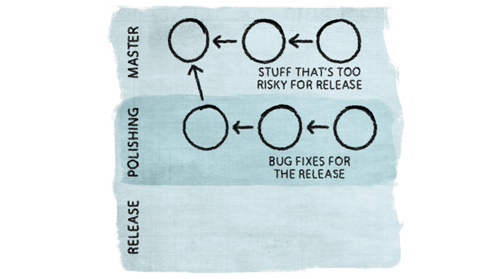 MASTER
STUFF THAT'S TOO
RISKY FOR RELEASE
POLISHING
BUG FIXES FOR
THE RELEASE
RELEASE